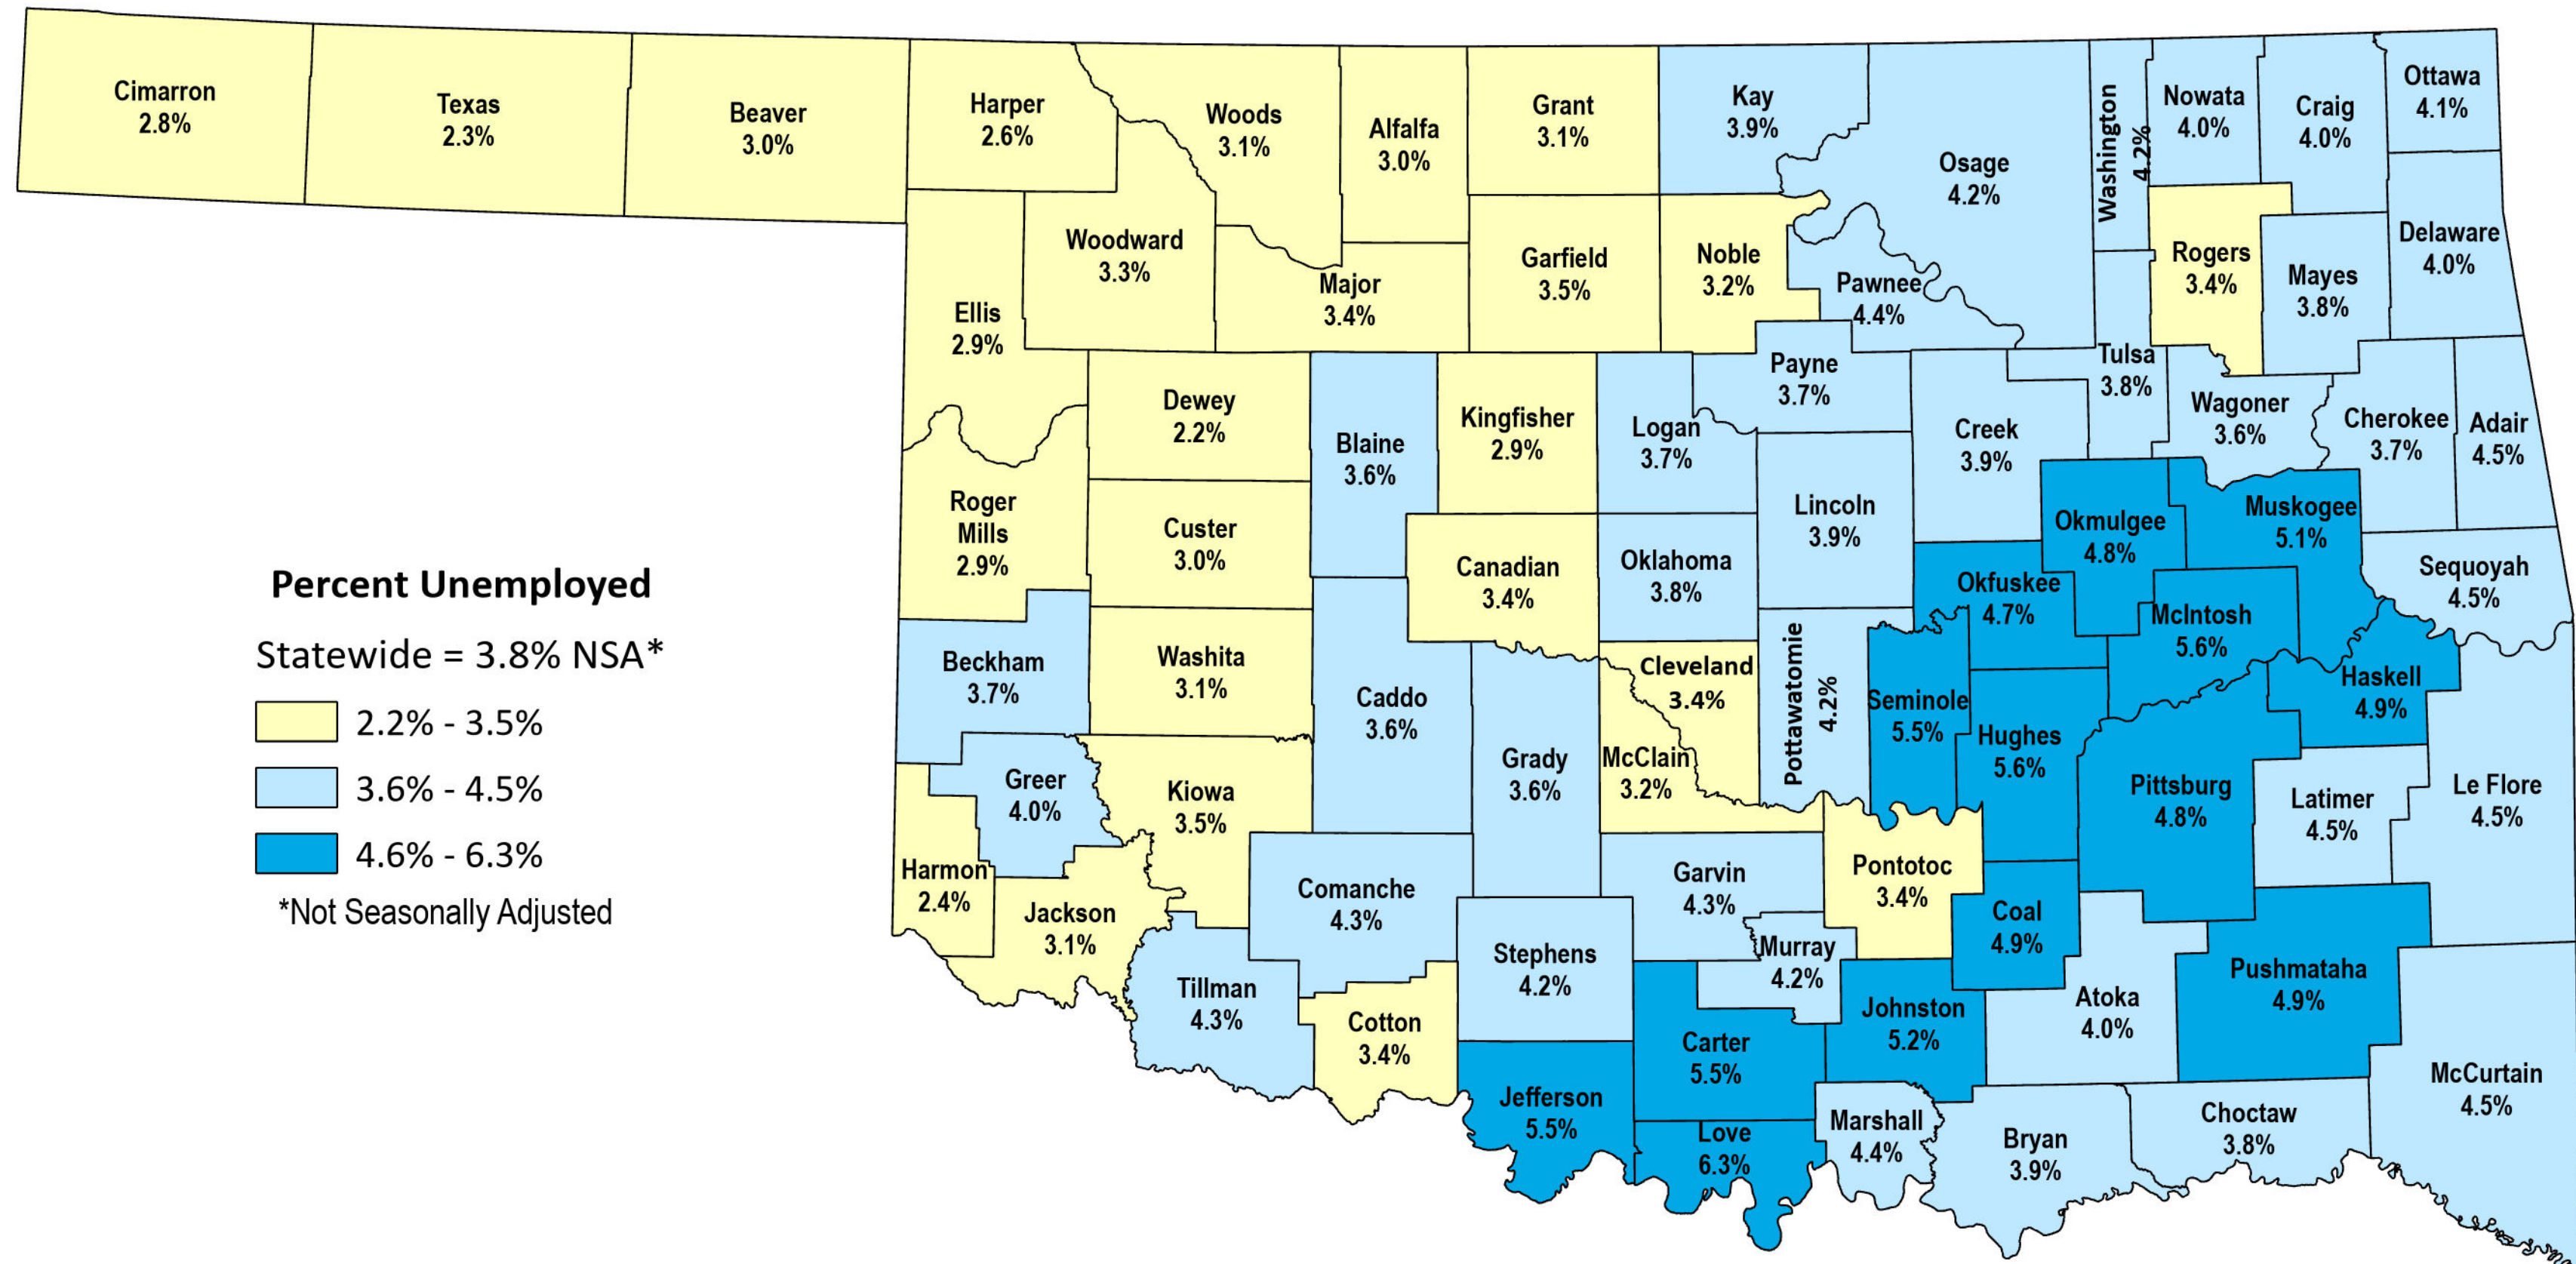 Cimarron
2.8%
Texas
2.3%
Beaver
3.0%
Harper
2.6%
Woods
3.1%
Alfalfa
3.0%
Grant
3.1%
Kay
3.9%
Osage
4.2%
Washington
4.2%
Nowata
4.0%
Craig
4.0%
Ottawa
4.1%
Woodward
3.3%
Ellis
2.9%
Major
3.4%
Garfield
3.5%
Noble
3.2%
Pawnee
4.4%
Rogers
3.4%
Mayes
3.8%
Delaware
4.0%
Dewey
2.2%
Blaine
3.6%
Kingfisher
2.9%
Logan
3.7%
Payne
3.7%
Creek
3.9%
Tulsa
3.8%
Wagoner
3.6%
Cherokee
3.7%
Adair
4.5%
Roger
Mills
2.9%
Custer
3.0%
Canadian
3.4%
Oklahoma
3.8%
Lincoln
3.9%
Okfuskee
4.7%
Okmulgee
4.8%
Muskogee
5.1%
McIntosh
5.6%
Sequoyah
4.5%
Beckham
3.7%
Washita
3.1%
Caddo
3.6%
Grady
3.6%
Cleveland
3.4%
McClain
3.2%
Pottawatomie
4.2%
Seminole
5.5%
Hughes
5.6%
Pittsburg
4.8%
Haskell
4.9%
Latimer
4.5%
Le Flore
4.5%
Greer
4.0%
Kiowa
3.5%
Harmon
2.4%
Jackson
3.1%
Comanche
4.3%
Garvin
4.3%
Pontotoc
3.4%
Coal
4.9%
Tillman
4.3%
Cotton
3.4%
Stephens
4.2%
Murray
4.2%
Carter
5.5%
Johnston
5.2%
Atoka
4.0%
Pushmataha
4.9%
McCurtain
4.5%
Jefferson
5.5%
Love
6.3%
Marshall
4.4%
Bryan
3.9%
Choctaw
3.8%
Percent Unemployed
Statewide = 3.8% NSA*
2.2% - 3.5%
3.6% - 4.5%
4.6% - 6.3%
*Not Seasonally Adjusted